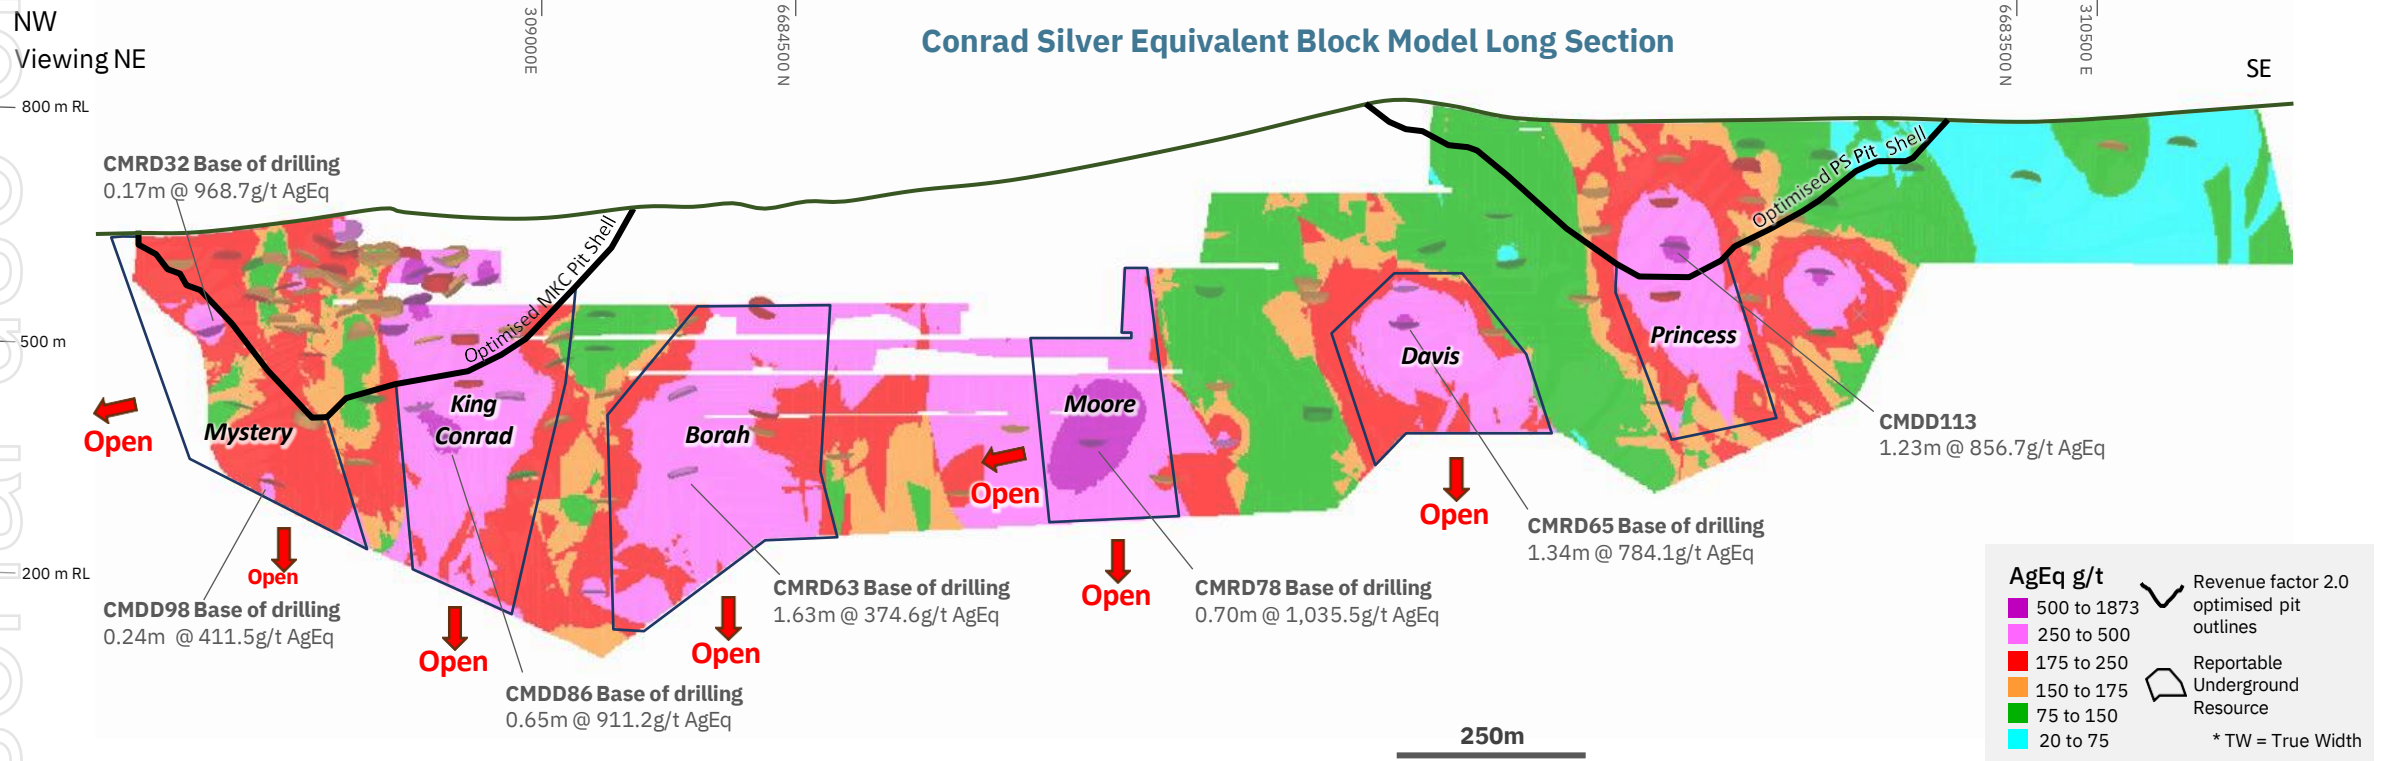 NW
Viewing NE
309000E
6684500 N
Conrad Silver Equivalent Block Model Long Section
6683500 N
310500 E
SE
800 m RL
500 m
200 m RL
CMRD32 Base of drilling
0.17m @ 968.7g/t AgEq
Optimised MKC Pit Shell
Optimised PS Pit Shell
Mystery
King
Conrad
Borah
Moore
Davis
Princess
Open
Open
Open
Open
Open
Open
Open
CMDD113
1.23m @ 856.7g/t AgEq
CMRD65 Base of drilling
1.34m @ 784.1g/t AgEq
CMRD78 Base of drilling
0.70m @ 1,035.5g/t AgEq
CMRD63 Base of drilling
1.63m @ 374.6g/t AgEq
CMDD98 Base of drilling
0.24m @ 411.5g/t AgEq
CMDD86 Base of drilling
0.65m @ 911.2g/t AgEq
250m
AgEq g/t
500 to 1873
250 to 500
175 to 250
150 to 175
75 to 150
20 to 75
Revenue factor 2.0
optimised pit
outlines
Reportable
Underground
Resource
* TW = True Width